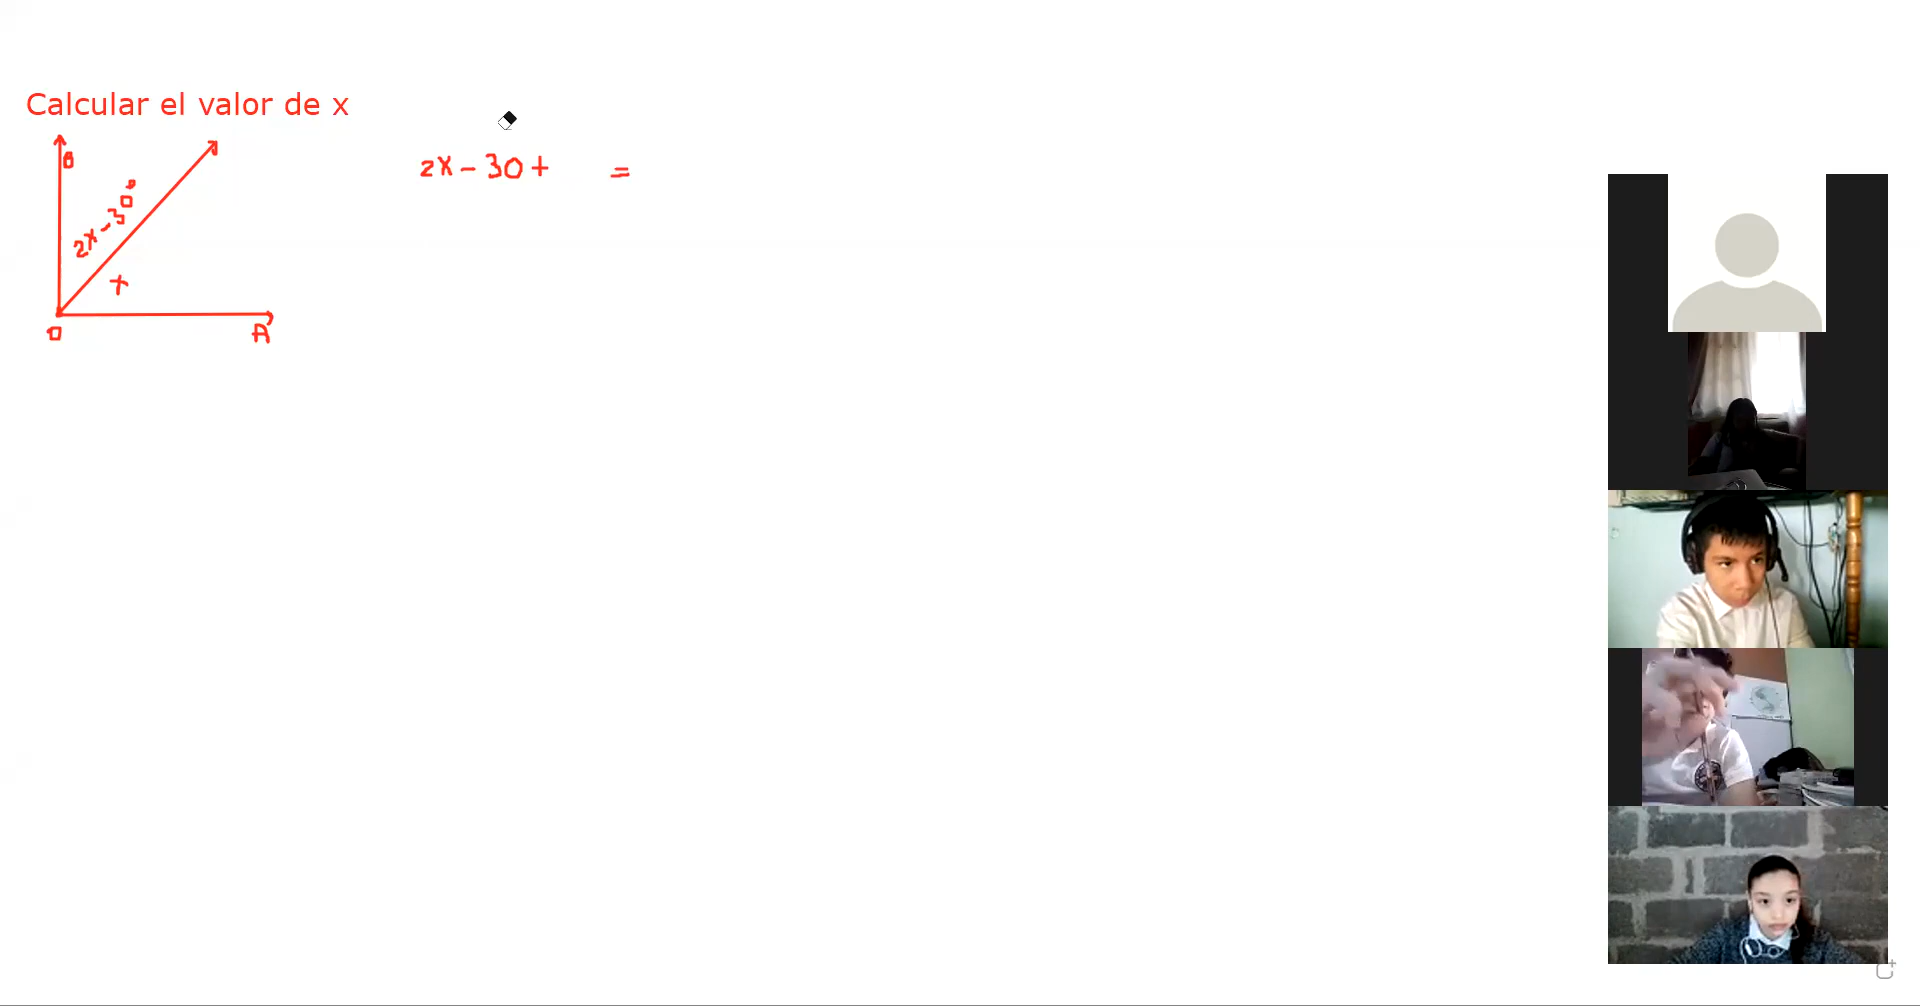 Calcular el valor de x
B
2x - 30°
x
O
A
2x - 30 + =